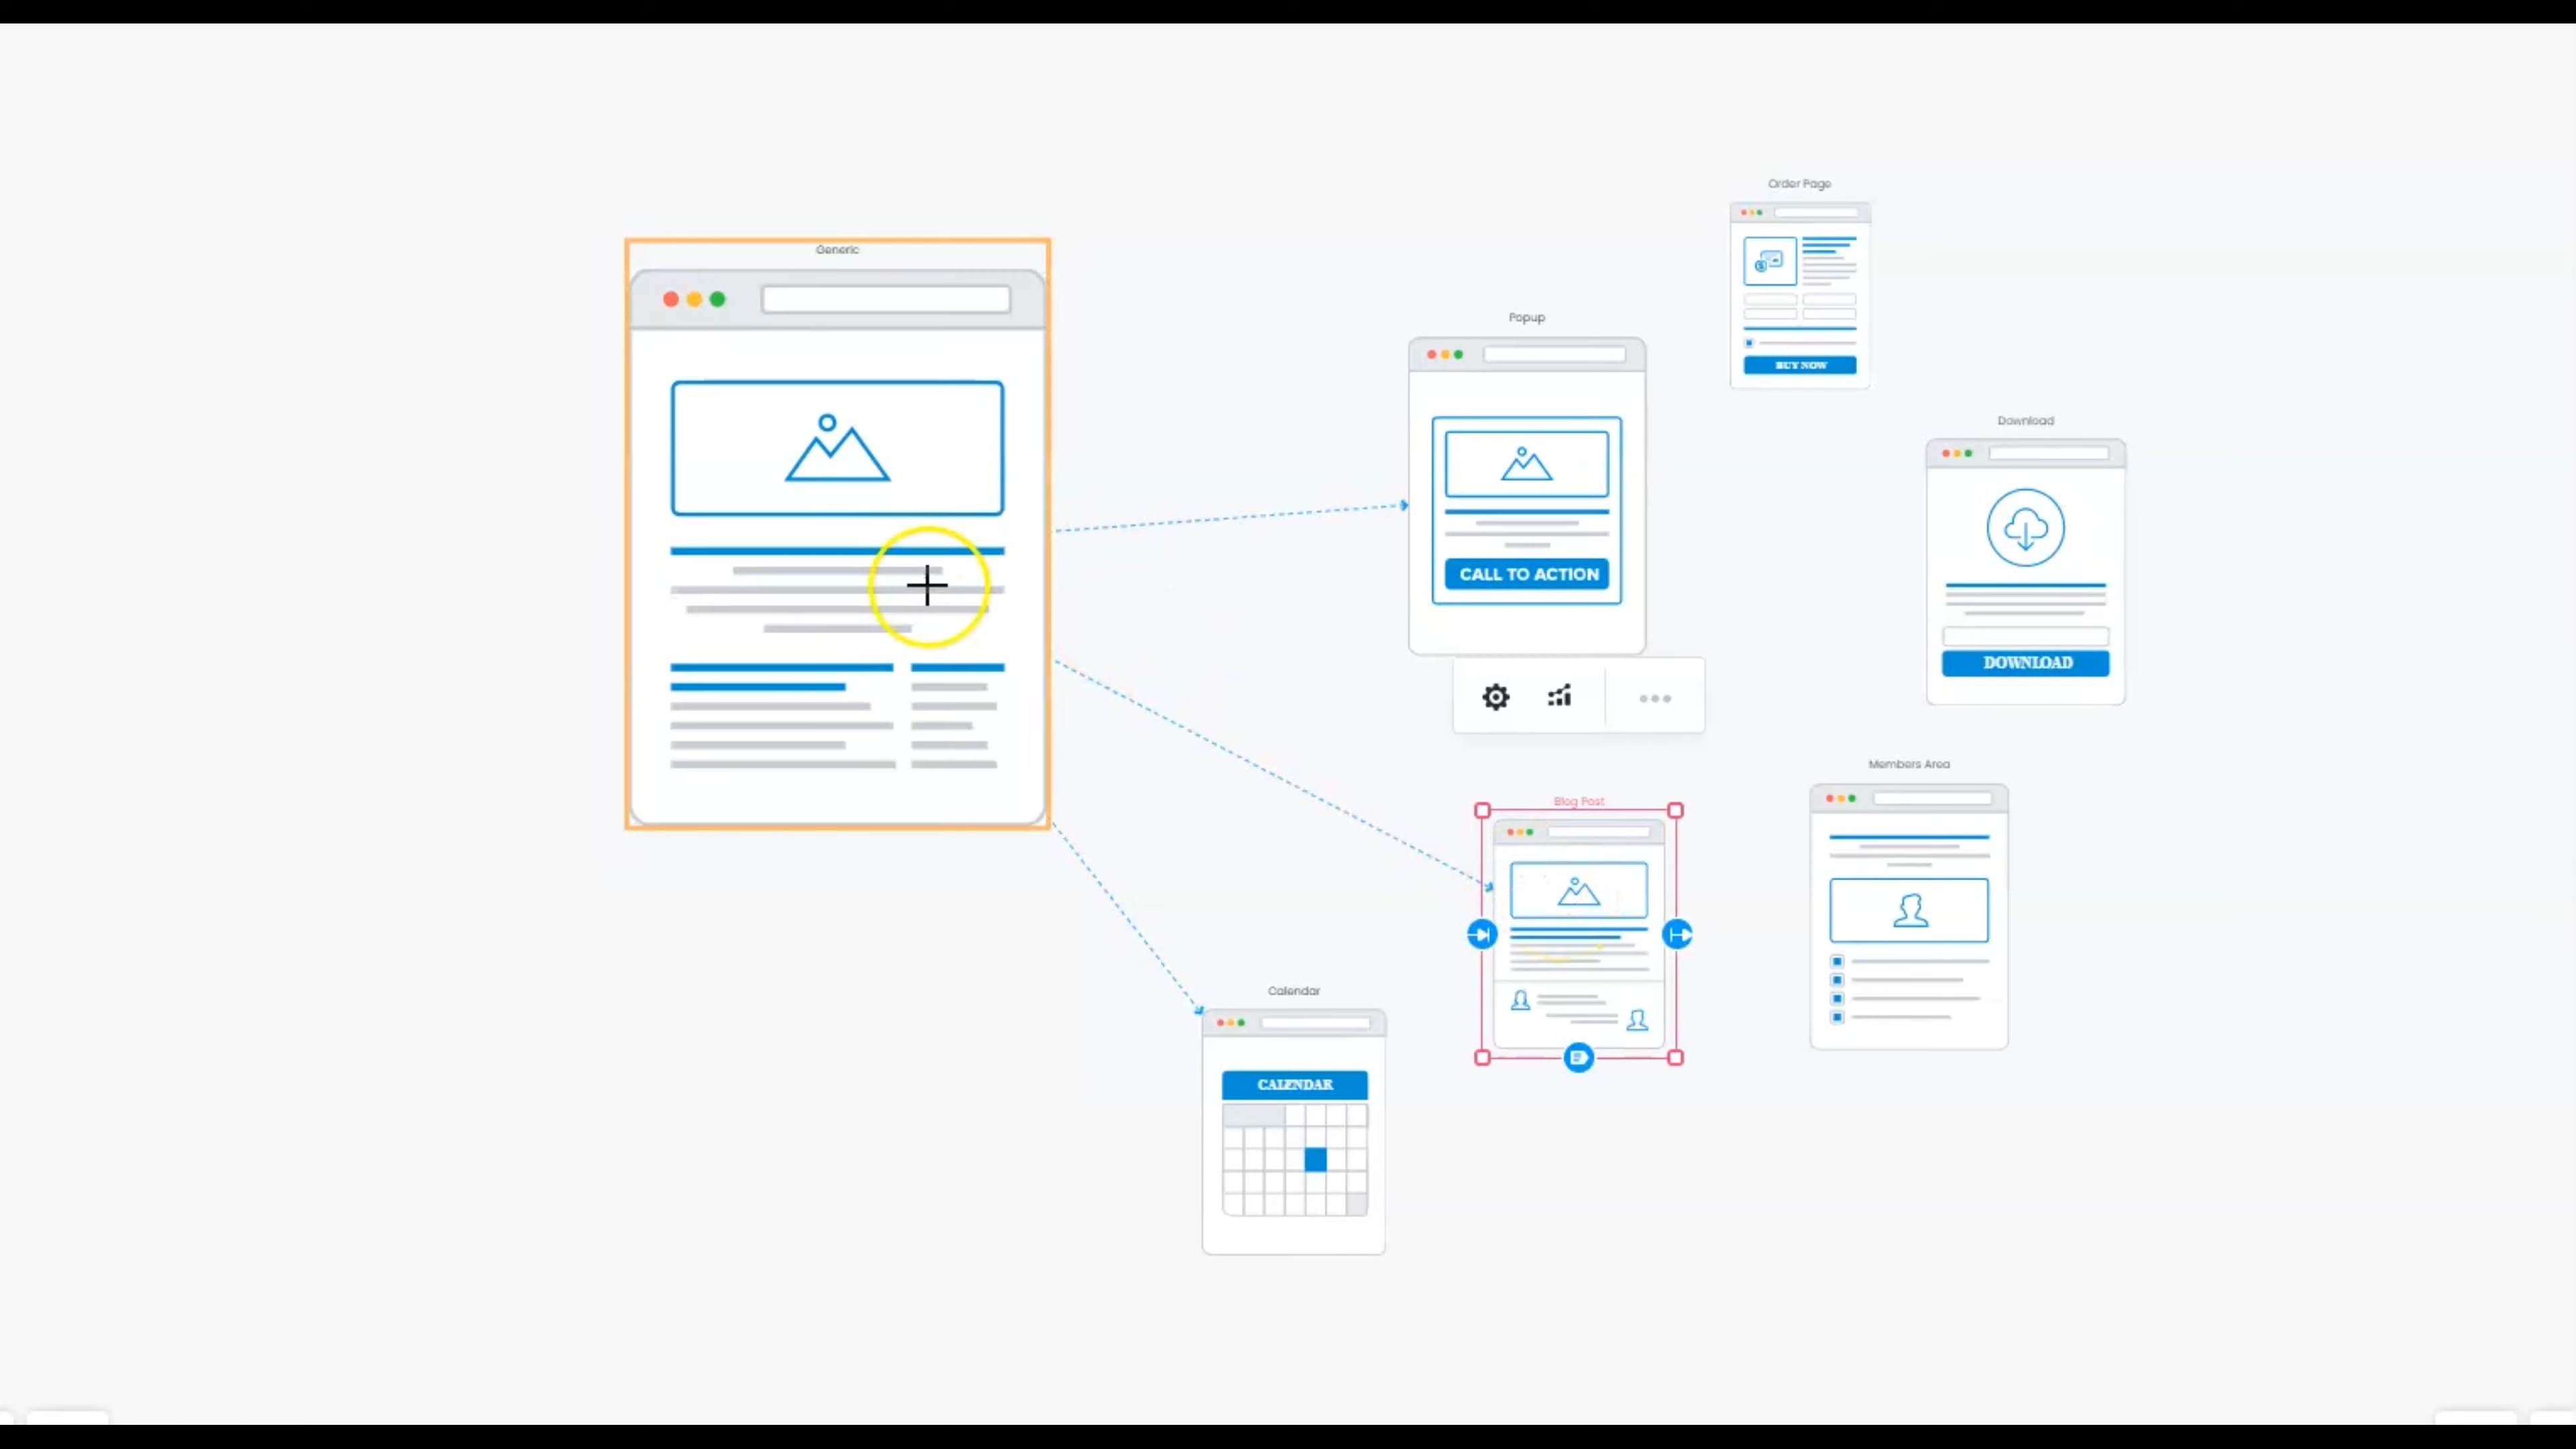 Order Page
Generic
Popup
BUY NOW
Download
CALL TO ACTION
DOWNLOAD
Members Area
Blog Post
Calendar
CALENDAR